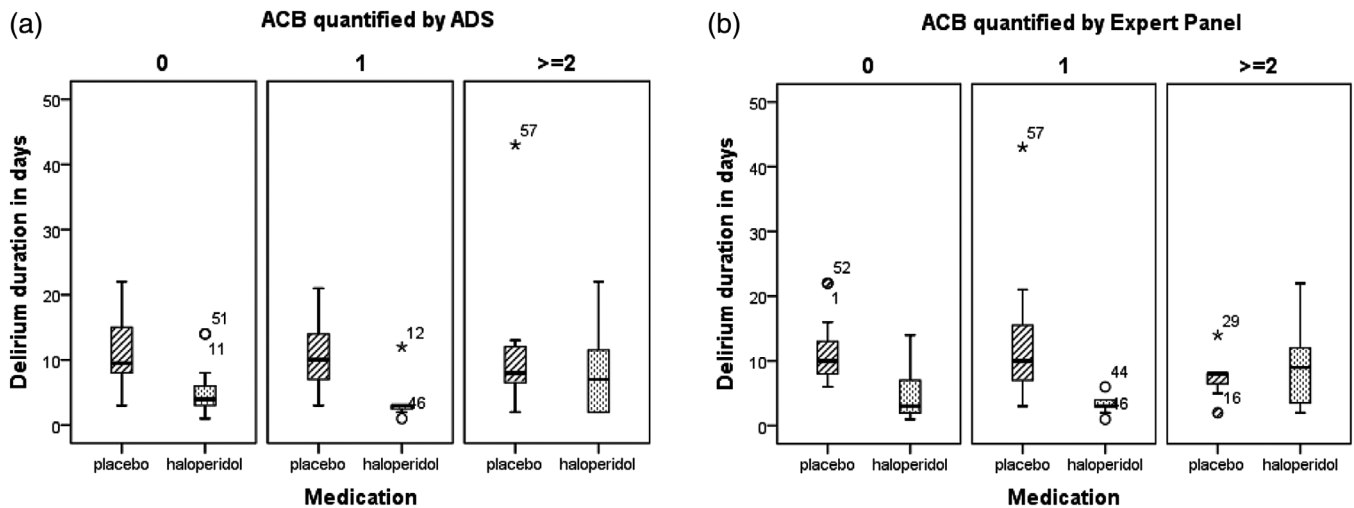 (a)
ACB quantified by ADS
0 1 >=2
Delirium duration in days
50
40
30
20
10
0
51
11
12
46
57
placebo haloperidol placebo haloperidol placebo haloperidol
Medication
(b)
ACB quantified by Expert Panel
0 1 >=2
Delirium duration in days
50
40
30
20
10
0
52
1
57
44
46
29
16
placebo haloperidol placebo haloperidol placebo haloperidol
Medication